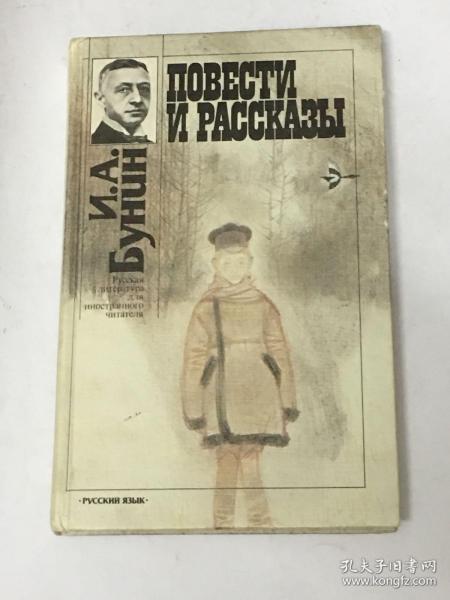 ПОВЕСТИ
И РАССКАЗЫ
И.А.
Бунин
Русская
литература
для
иностранного
читателя
·РУССКИЙ ЯЗЫК·
孔夫子旧书网
www.kongfz.com